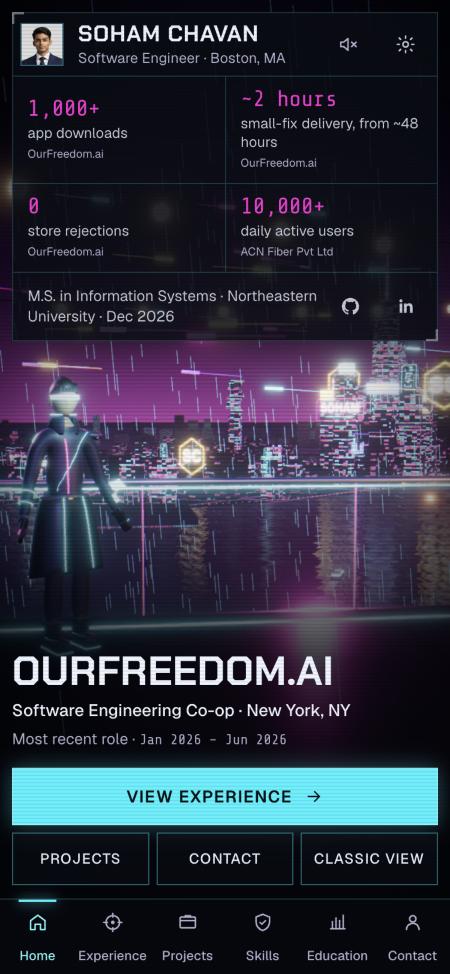 SOHAM CHAVAN
Software Engineer · Boston, MA
1,000+
app downloads
OurFreedom.ai
~2 hours
small-fix delivery, from ~48
hours
OurFreedom.ai
0
store rejections
OurFreedom.ai
10,000+
daily active users
ACN Fiber Pvt Ltd
M.S. in Information Systems · Northeastern
University · Dec 2026
in
SOHAM
OURFREEDOM.AI
Software Engineering Co-op · New York, NY
Most recent role · Jan 2026 – Jun 2026
VIEW EXPERIENCE →
PROJECTS
CONTACT
CLASSIC VIEW
Home
Experience
Projects
Skills
Education
Contact